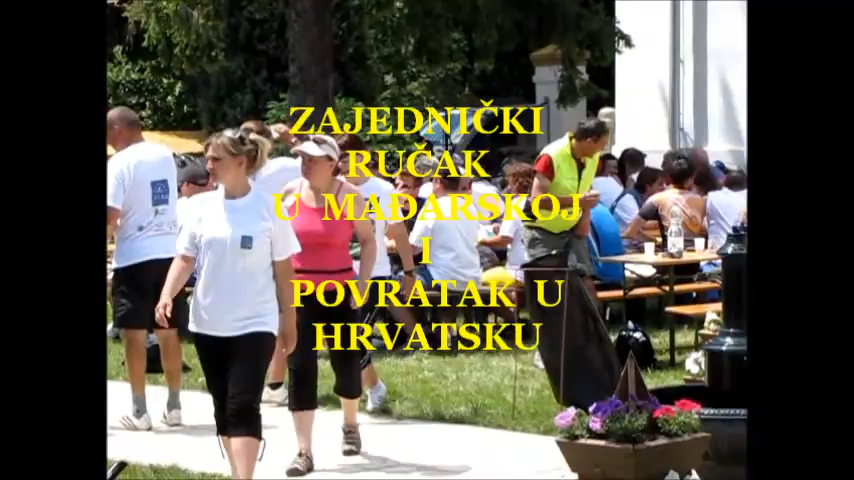 ZAJEDNIČKI
RUČAK
U MAĐARSKOJ
I
POVRATAK U
HRVATSKU